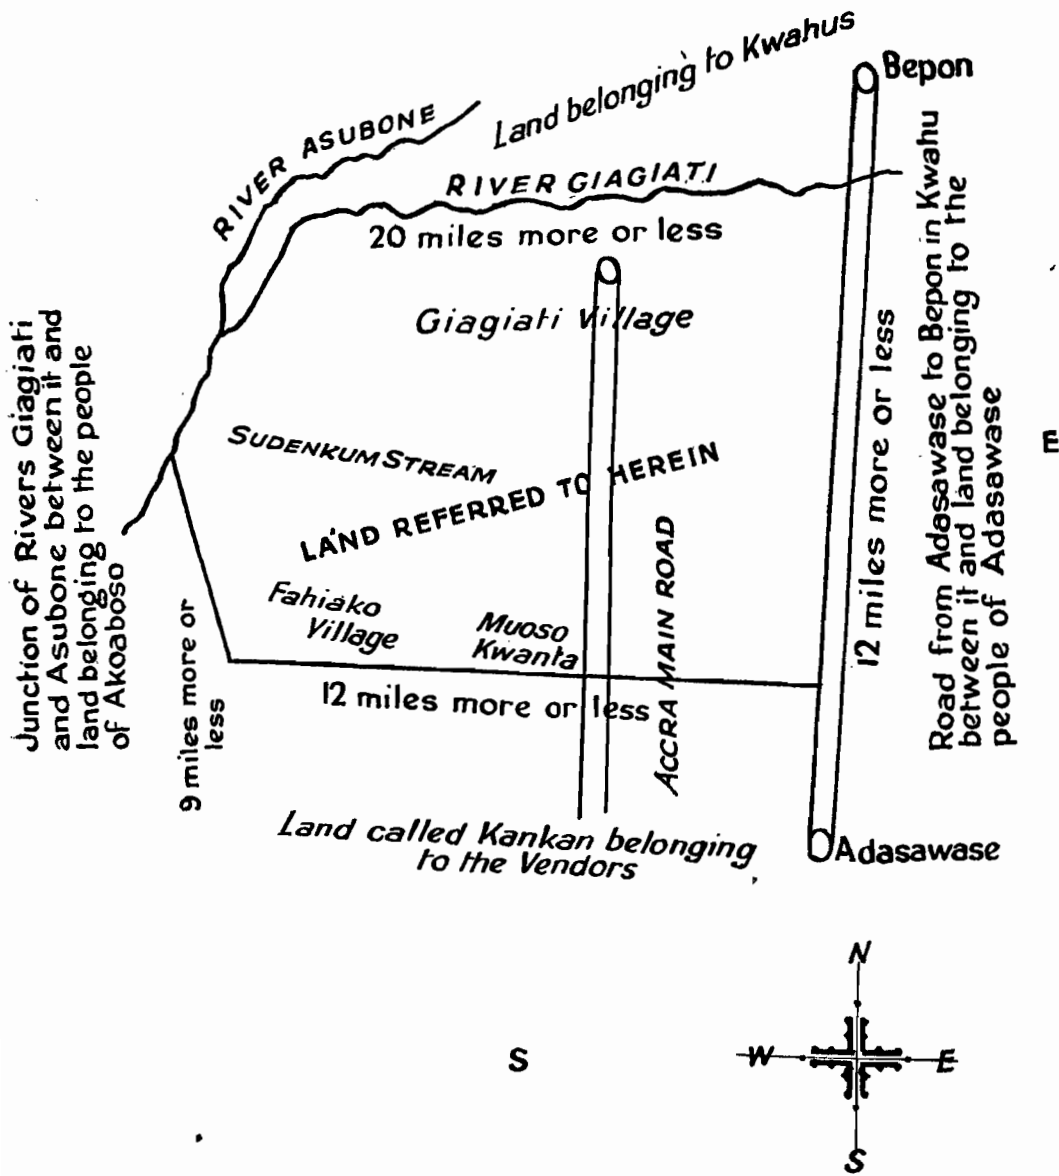 Land belonging to Kwahus
Bepon
RIVER ASUBONE
RIVER GIAGIATI
20 miles more or less
Giagiati Village
Junction of Rivers Giagiati
and Asubone between it and
land belonging to the people
of Akoaboso
12 miles more or less
Road from Adasawase to Bepon in Kwahu
between it and land belonging to the
people of Adasawase
E
SUDENKUM STREAM
LAND REFERRED TO HEREIN
Fahiako
Village
Muoso
Kwanta
ACCRA MAIN ROAD
9 miles more or
less
12 miles more or less
Land called Kankan belonging
to the Vendors
Adasawase
N
S
W
E
S